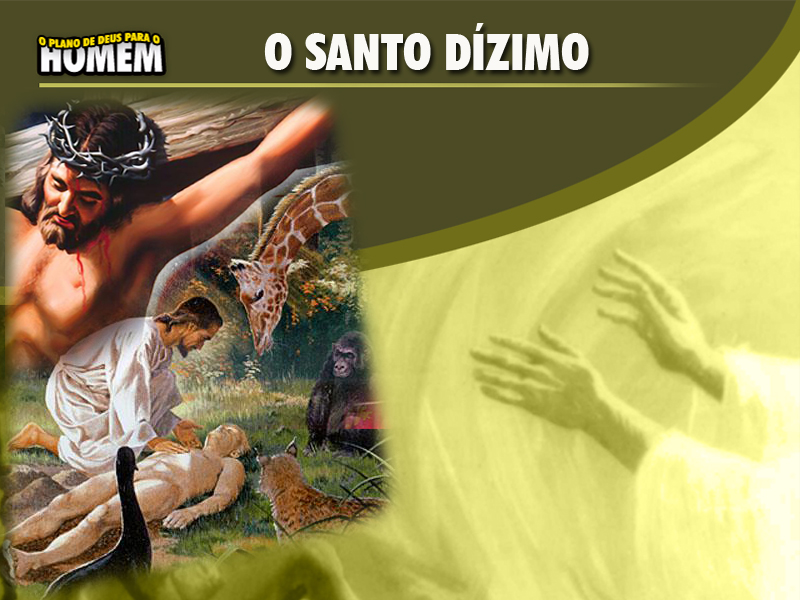 O PLANO DE DEUS PARA O
HOMEM
O SANTO DÍZIMO